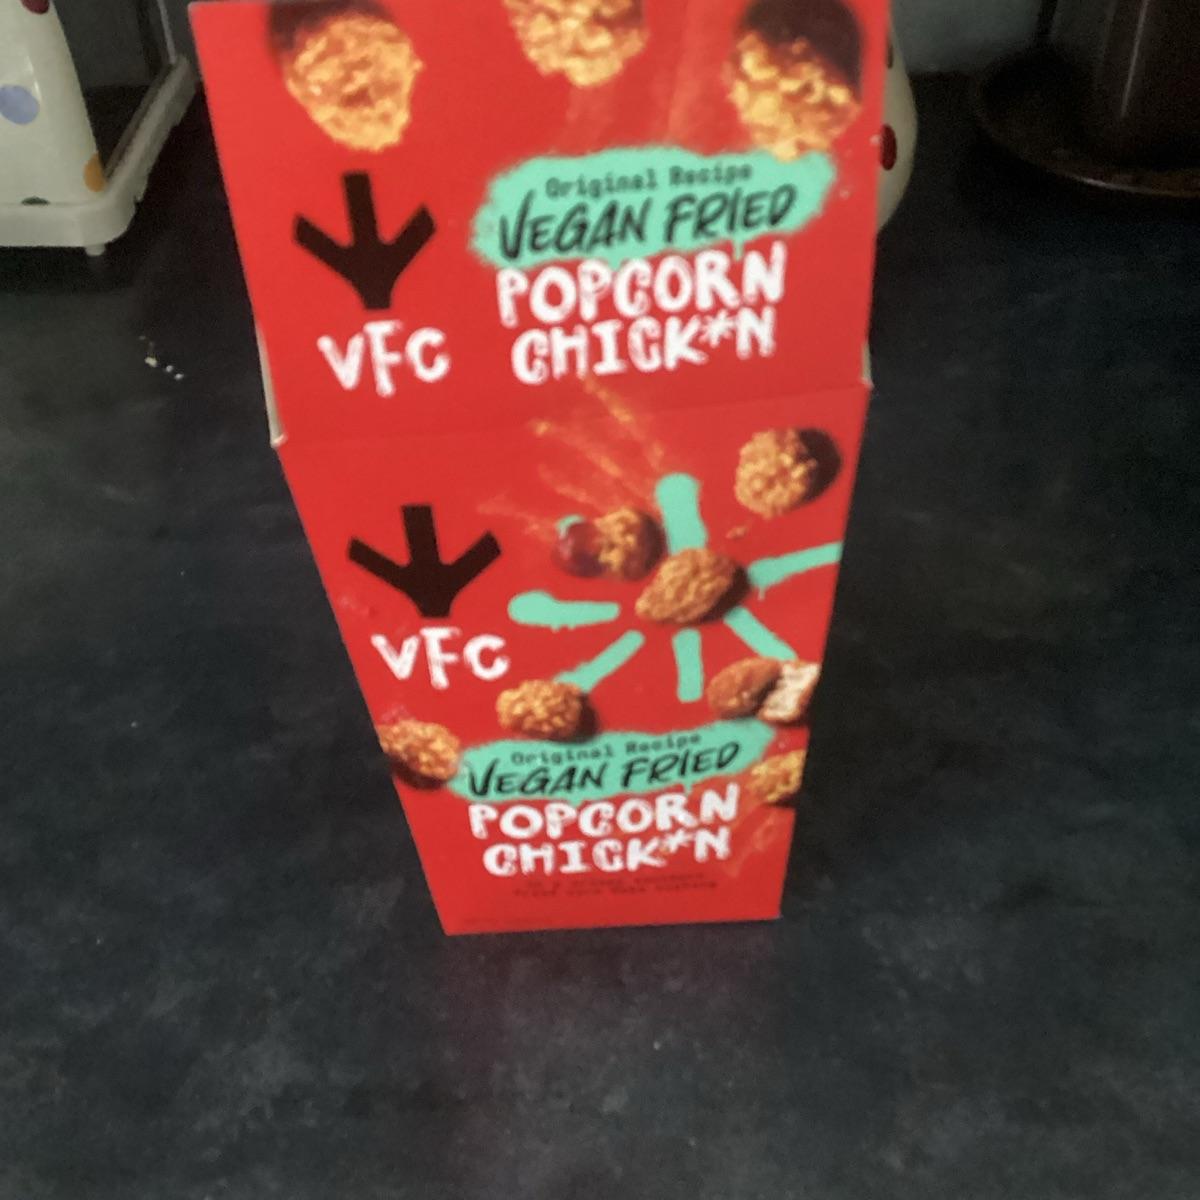 Original Recipe
VEGAN FRIED
POPCORN
CHICK*N
VFC
VFC
Original Recipe
VEGAN FRIED
POPCORN
CHICK*N